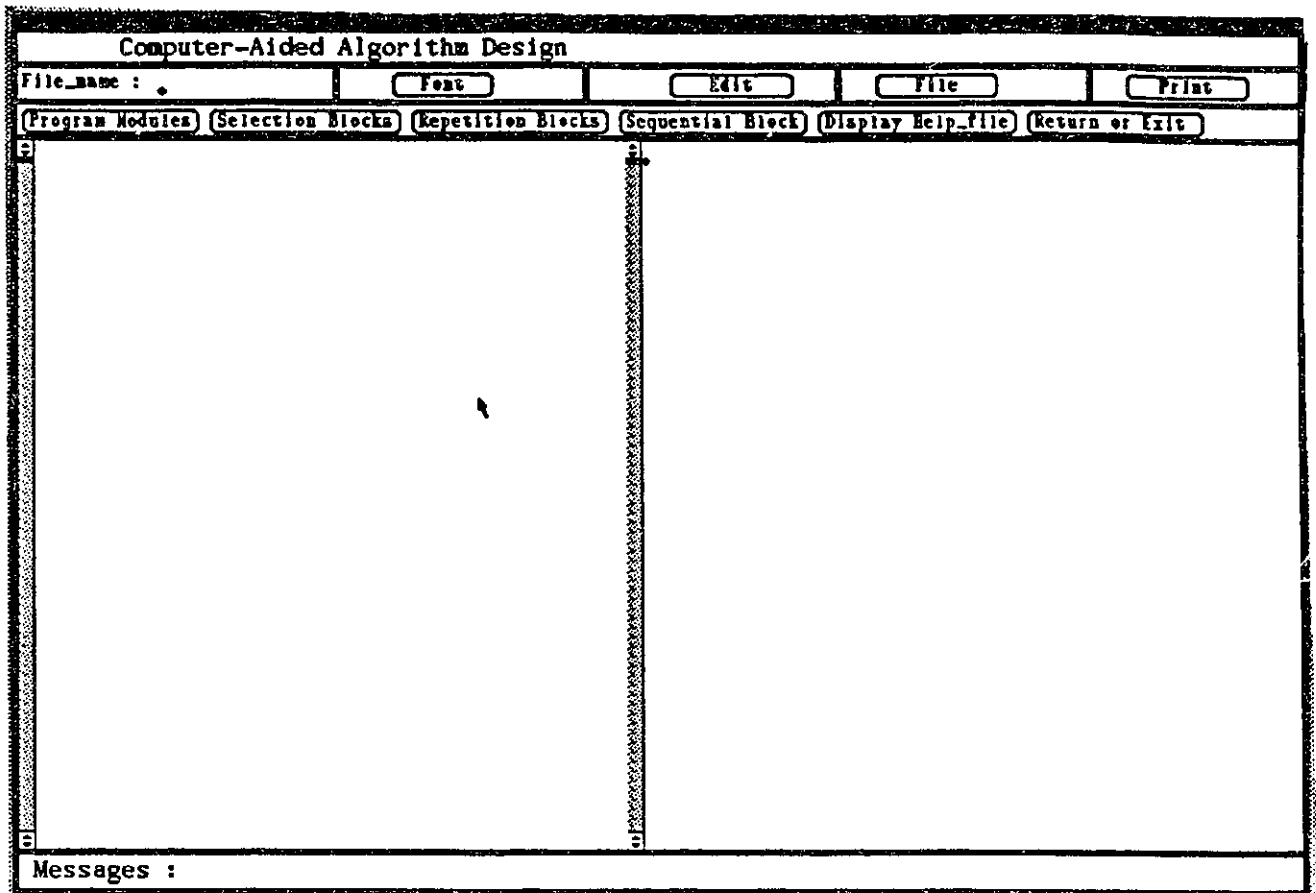 Computer-Aided Algorithm Design
File_name :
Font Edit File Print
Program Modules Selection Blocks Repetition Blocks Sequential Block Display Help_file Return or Exit
Messages :